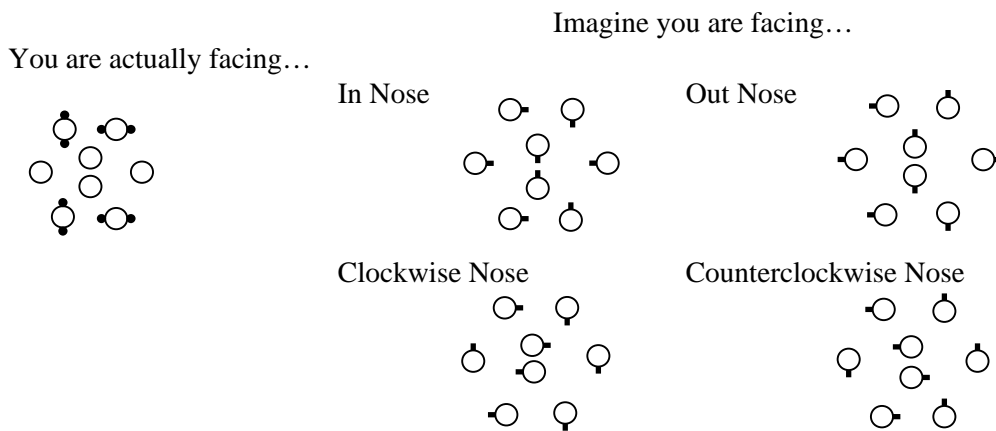 Imagine you are facing…
You are actually facing…
In Nose
Out Nose
Clockwise Nose
Counterclockwise Nose